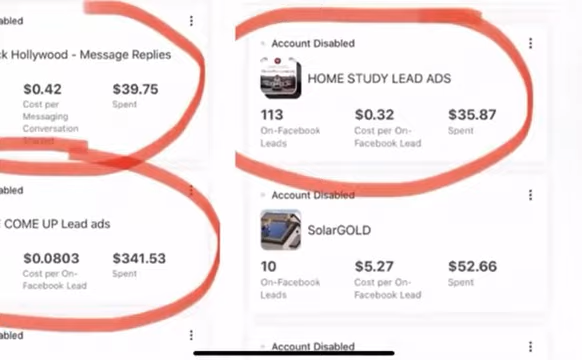 abled
ck Hollywood - Message Replies
$0.42 $39.75
Cost per Spent
Messaging
Conversation
abled
COME UP Lead ads
$0.0803 $341.53
Cost per On- Spent
Facebook Lead
abled
Account Disabled
HOME STUDY LEAD ADS
113 $0.32 $35.87
On-Facebook Cost per On- Spent
Leads Facebook Lead
Account Disabled
SolarGOLD
10 $5.27 $52.66
On-Facebook Cost per On- Spent
Leads Facebook Lead
Account Disabled